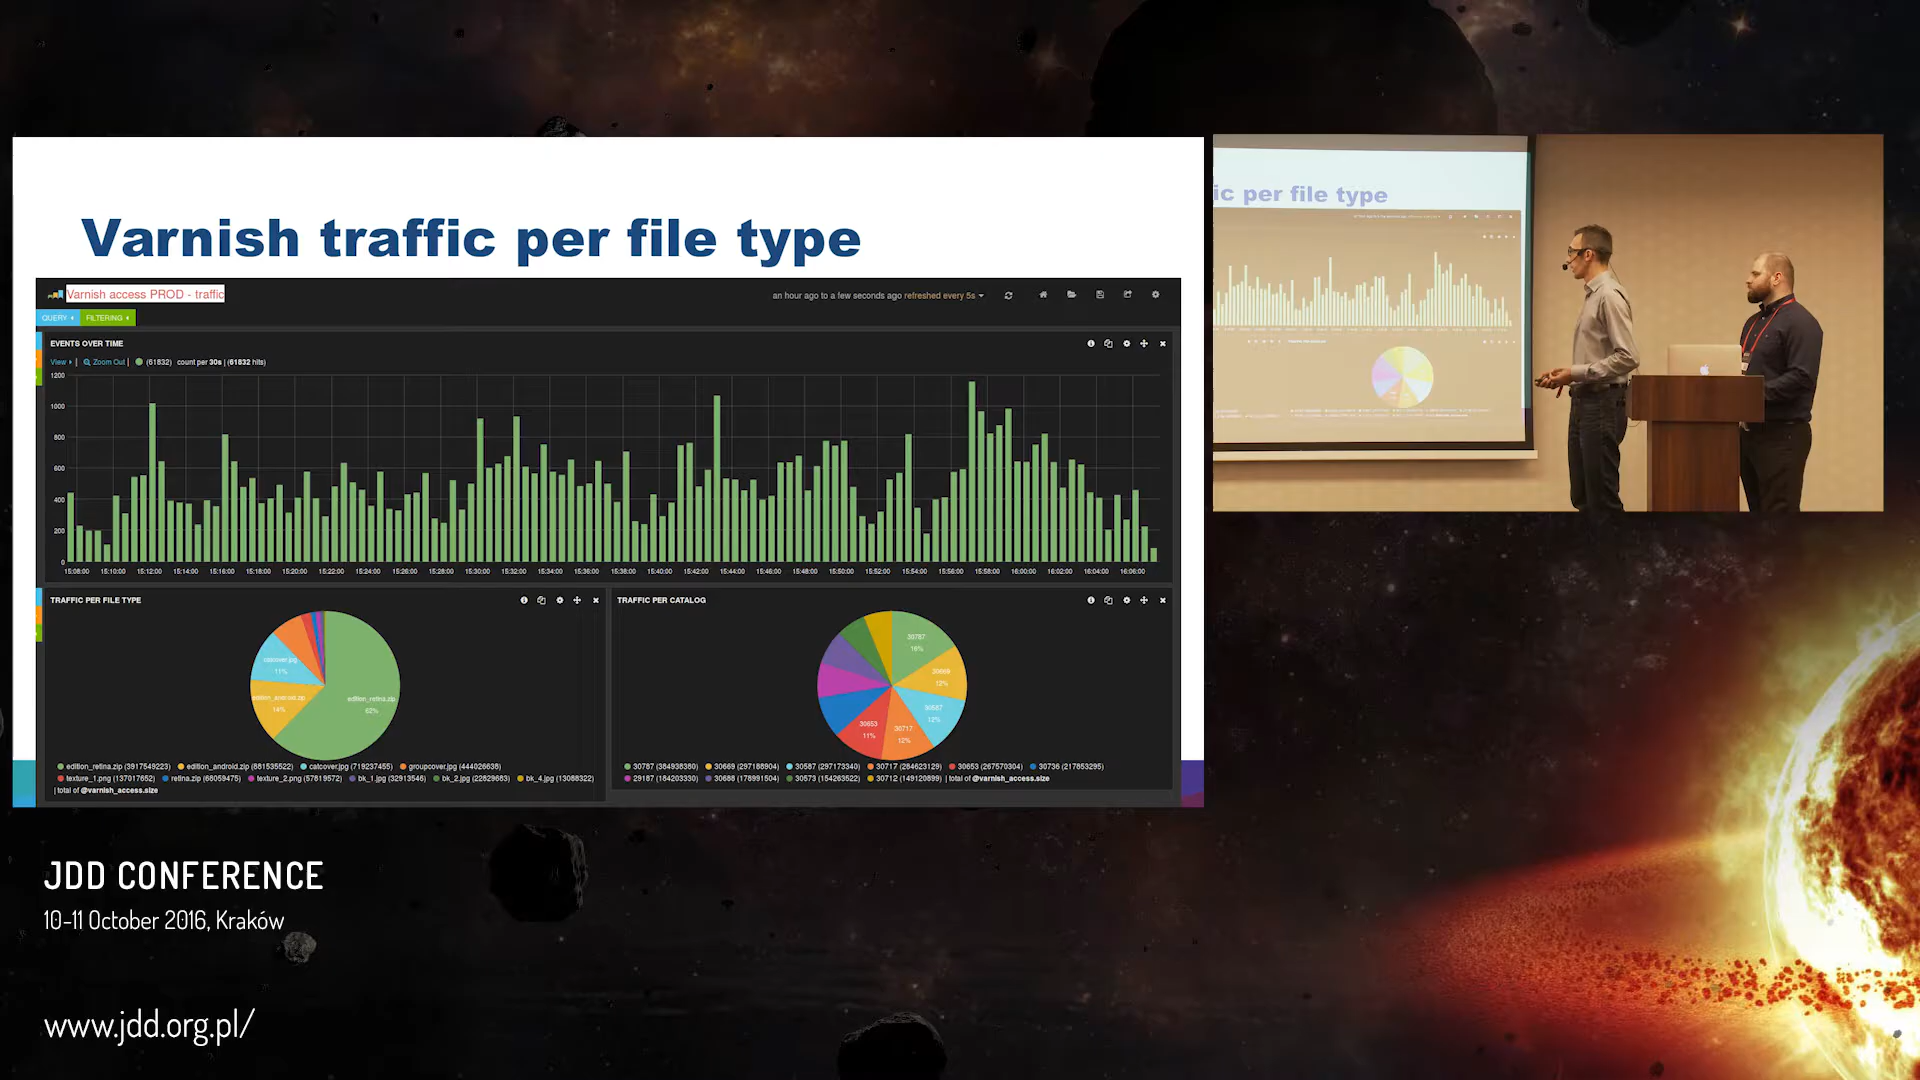 Varnish traffic per file type
Varnish access PROD - traffic
an hour ago to a few seconds ago refreshed every 5s
QUERY
FILTERING
EVENTS OVER TIME
View | Zoom Out | (61832) count per 30s | (61832 hits)
1200
1000
800
600
400
200
0
15:08:00 15:10:00 15:12:00 15:14:00 15:16:00 15:18:00 15:20:00 15:22:00 15:24:00 15:26:00 15:28:00 15:30:00 15:32:00 15:34:00 15:36:00 15:38:00 15:40:00 15:42:00 15:44:00 15:46:00 15:48:00 15:50:00 15:52:00 15:54:00 15:56:00 15:58:00 16:00:00 16:02:00 16:04:00 16:06:00
TRAFFIC PER FILE TYPE
catcover.jpg
11%
edition_android.zip
14%
edition_retina.zip
62%
edition_retina.zip (3917549223) edition_android.zip (881535522) catcover.jpg (719237455) groupcover.jpg (444026638)
texture_1.png (137017652) retina.zip (68059475) texture_2.png (57819572) bk_1.jpg (32913546) bk_2.jpg (22829683) bk_4.jpg (13088322)
| total of @varnish_access.size
TRAFFIC PER CATALOG
30787
16%
30669
12%
30587
12%
30717
12%
30653
11%
30787 (384938380) 30669 (297188904) 30587 (297173340) 30717 (284623129) 30653 (267570304) 30736 (217853295)
29187 (184203330) 30688 (178991504) 30573 (154263522) 30712 (149120899) | total of @varnish_access.size
ic per file type
JDD CONFERENCE
10-11 October 2016, Kraków
www.jdd.org.pl/